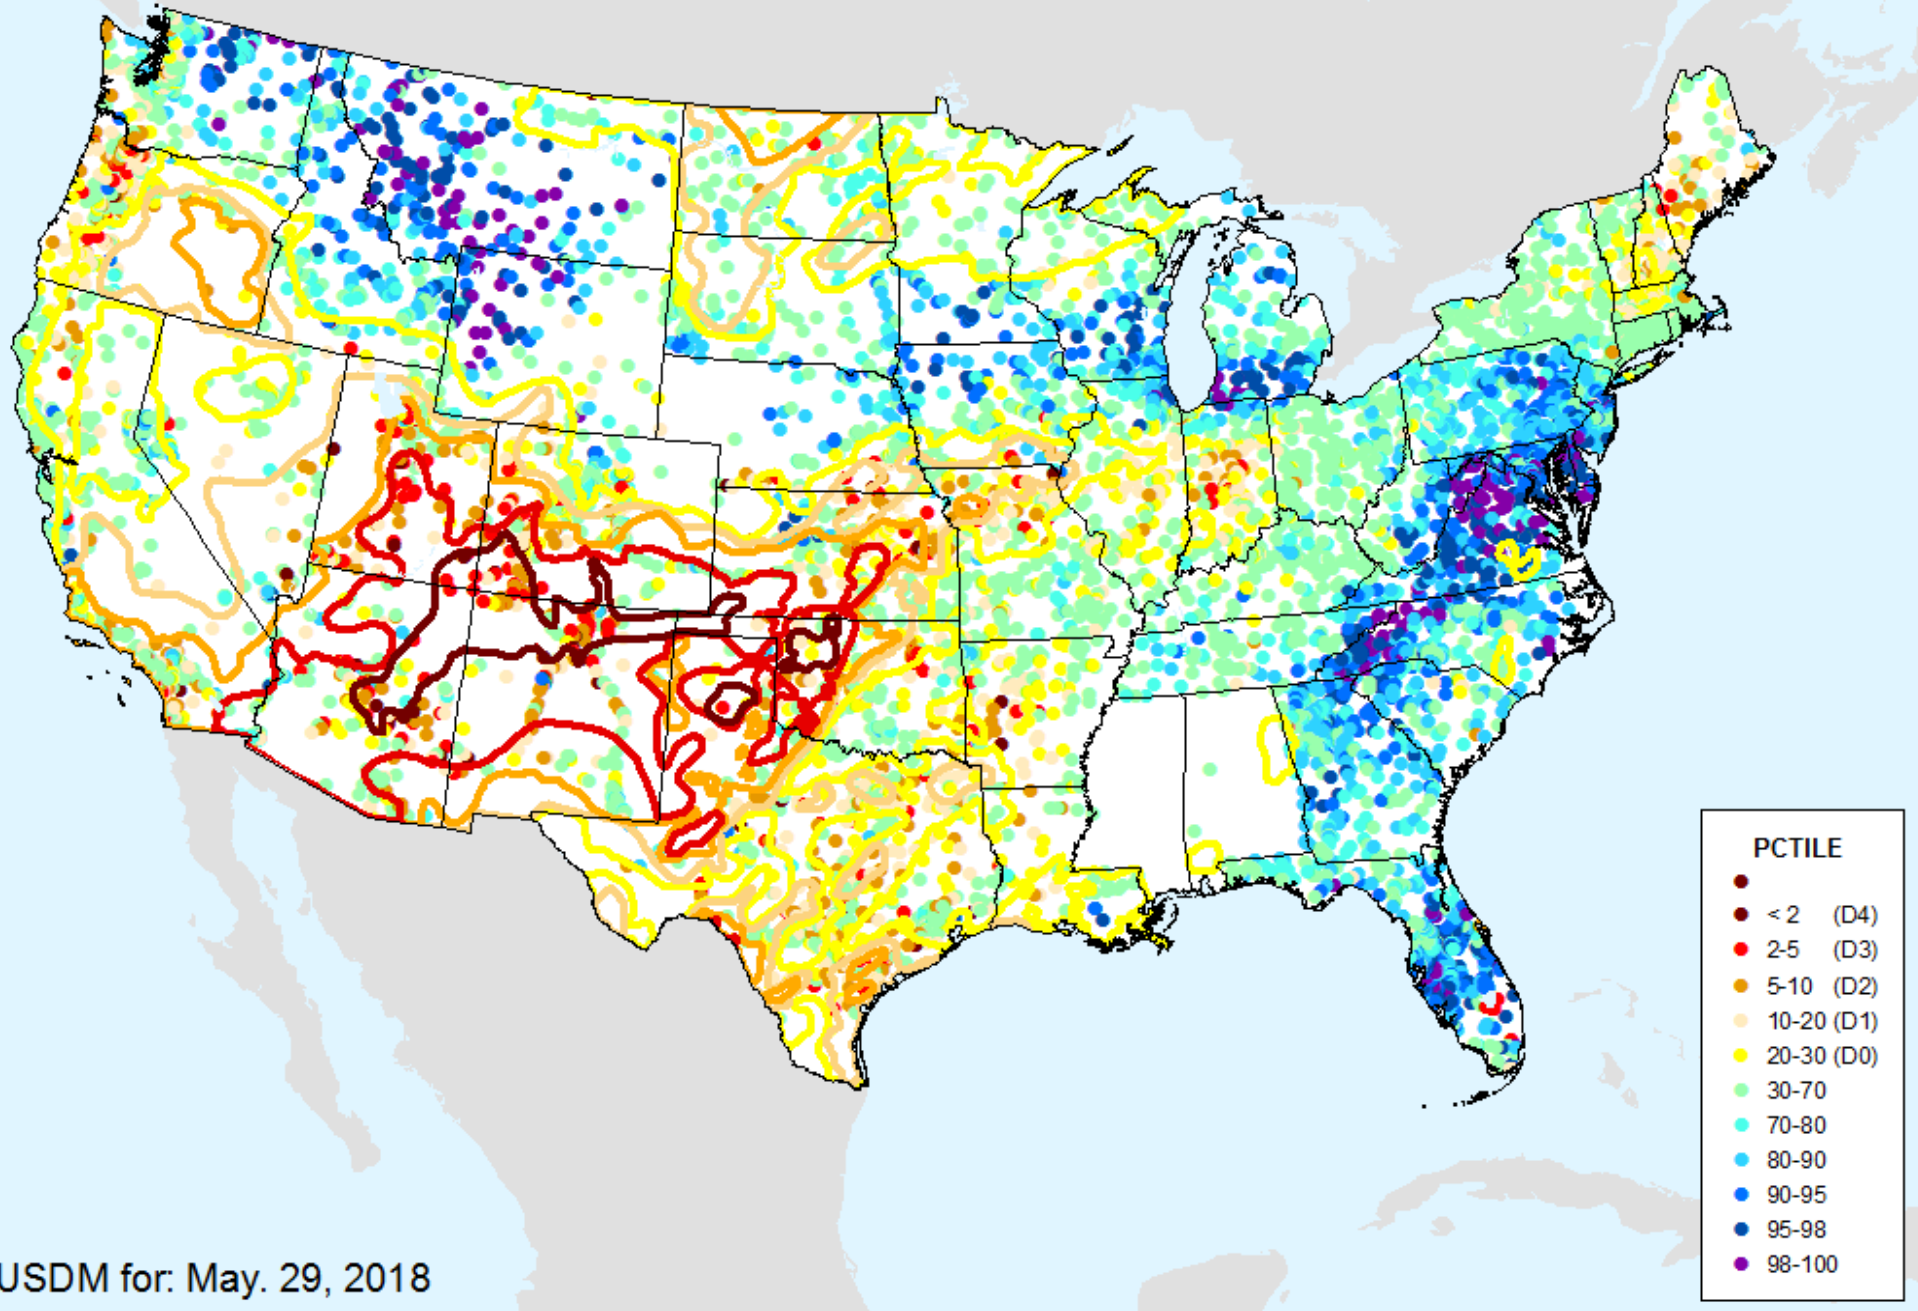 PCTILE
< 2 (D4)
2-5 (D3)
5-10 (D2)
10-20 (D1)
20-30 (D0)
30-70
70-80
80-90
90-95
95-98
98-100
USDM for: May. 29, 2018